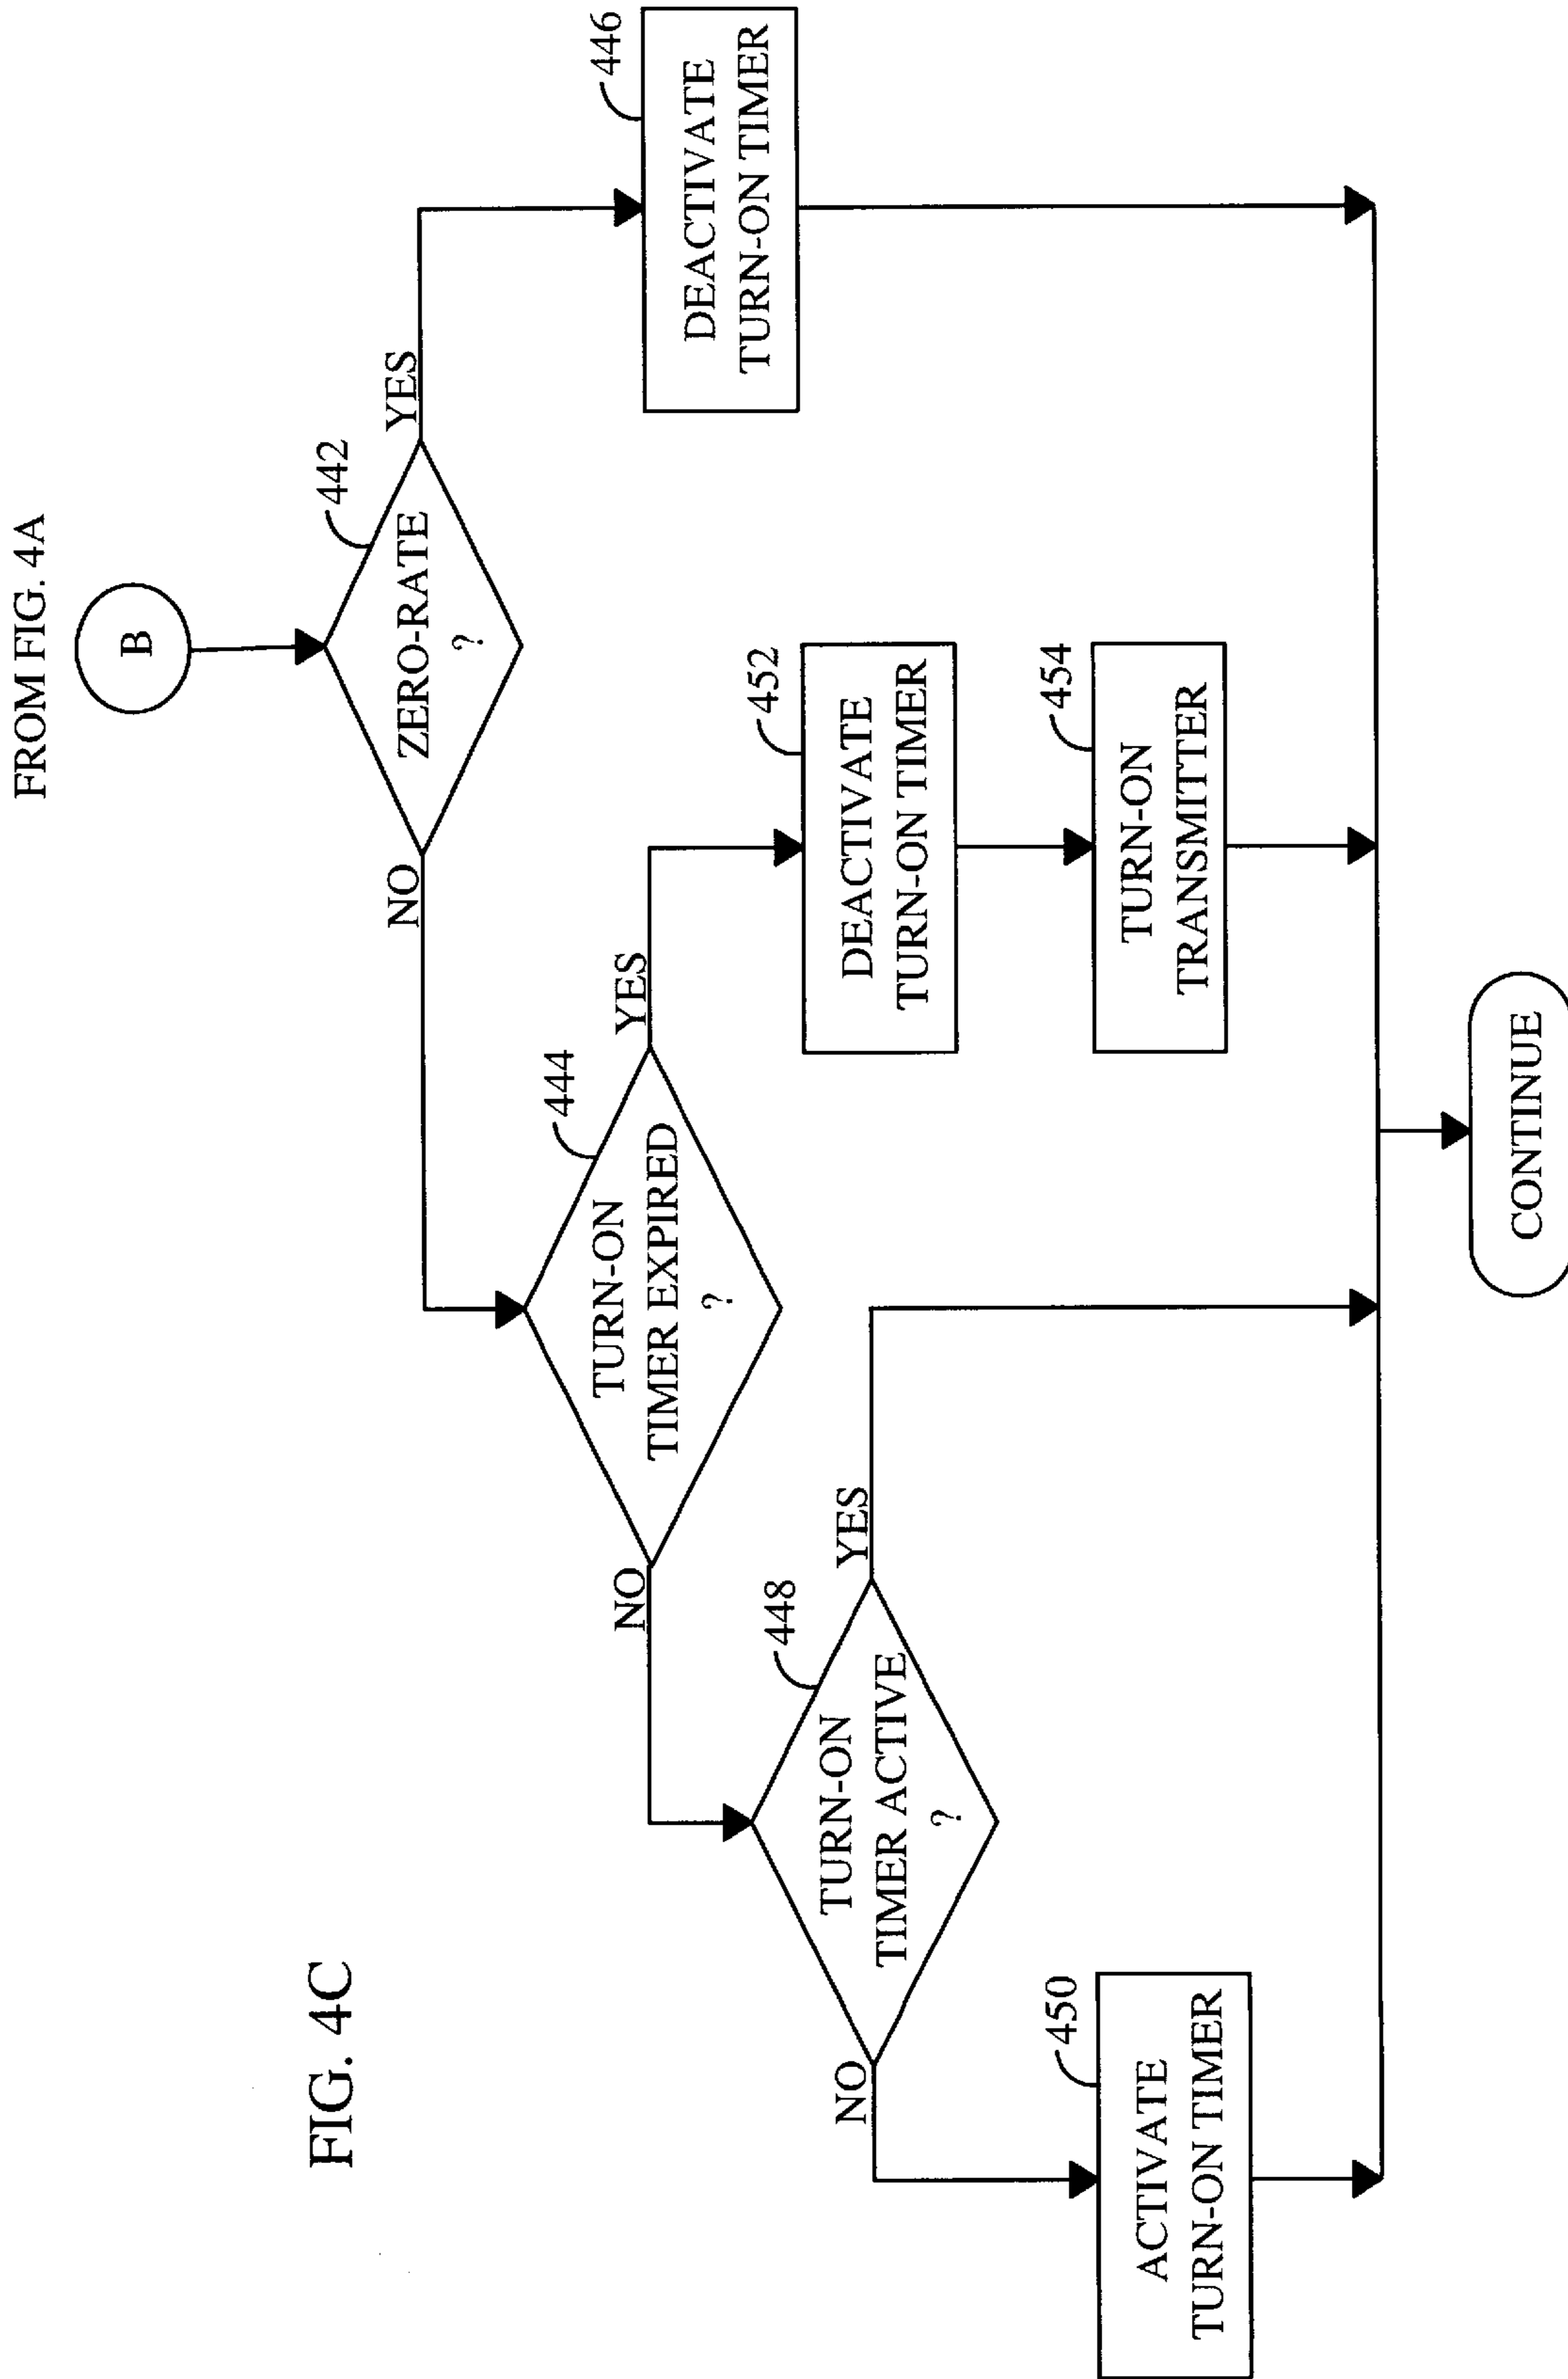 FIG. 4C
FROM FIG. 4A
B
442
ZERO-RATE
?
NO
YES
444
TURN-ON
TIMER EXPIRED
?
NO
YES
446
DEACTIVATE
TURN-ON TIMER
448
TURN-ON
TIMER ACTIVE
?
NO
YES
452
DEACTIVATE
TURN-ON TIMER
450
ACTIVATE
TURN-ON TIMER
454
TURN-ON
TRANSMITTER
CONTINUE